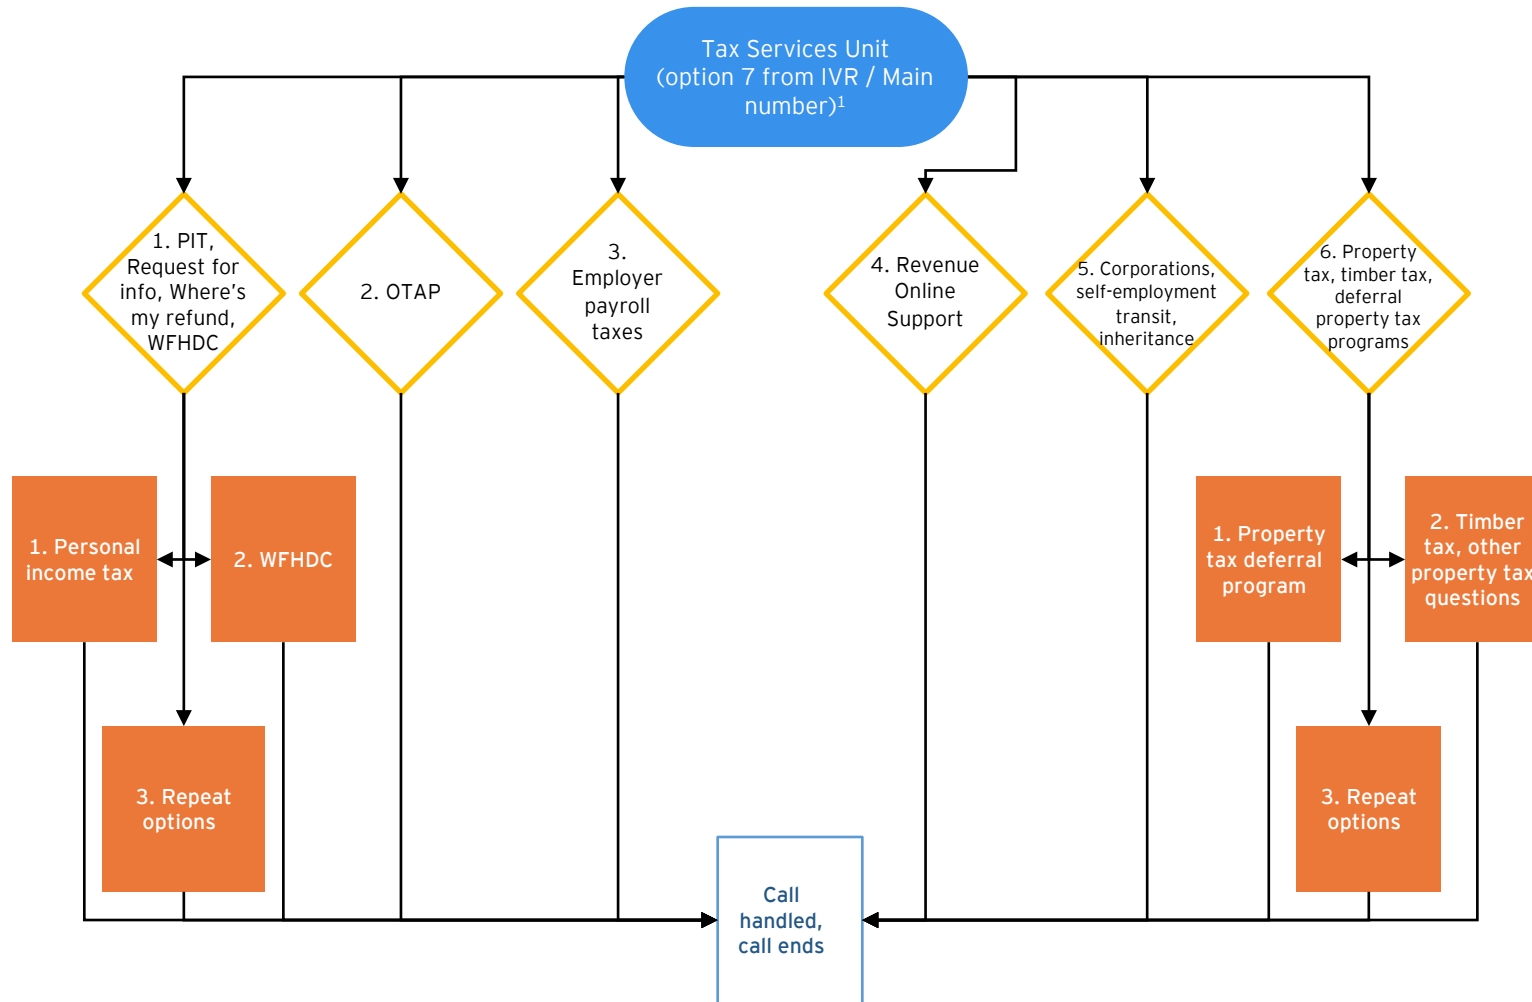 Tax Services Unit
(option 7 from IVR / Main
number)1
1. PIT,
Request for
info, Where's
my refund,
WFHDC
2. OTAP
3.
Employer
payroll
taxes
4. Revenue
Online
Support
5. Corporations,
self-employment
transit,
inheritance
6. Property
tax, timber tax,
deferral
property tax
programs
1. Personal
income tax
2. WFHDC
3. Repeat
options
1. Property
tax deferral
program
2. Timber
tax, other
property tax
questions
3. Repeat
options
Call
handled,
call ends